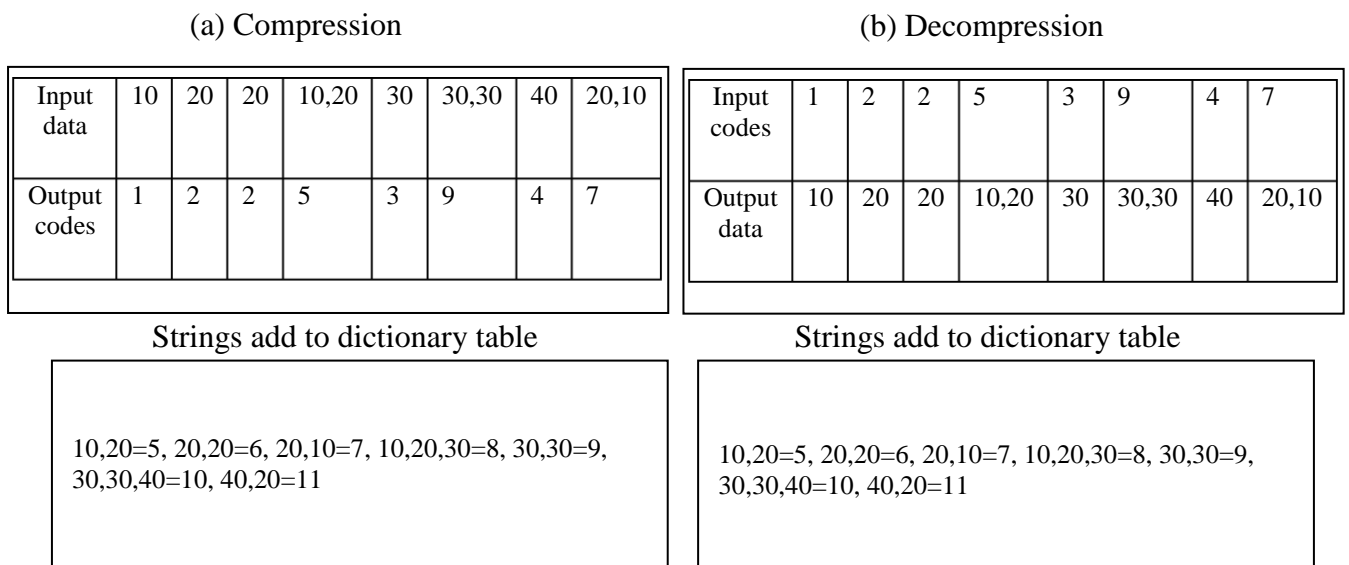 (a) Compression
Input data 10 20 20 10,20 30 30,30 40 20,10
Output codes 1 2 2 5 3 9 4 7
Strings add to dictionary table
10,20=5, 20,20=6, 20,10=7, 10,20,30=8, 30,30=9,
30,30,40=10, 40,20=11
(b) Decompression
Input codes 1 2 2 5 3 9 4 7
Output data 10 20 20 10,20 30 30,30 40 20,10
Strings add to dictionary table
10,20=5, 20,20=6, 20,10=7, 10,20,30=8, 30,30=9,
30,30,40=10, 40,20=11